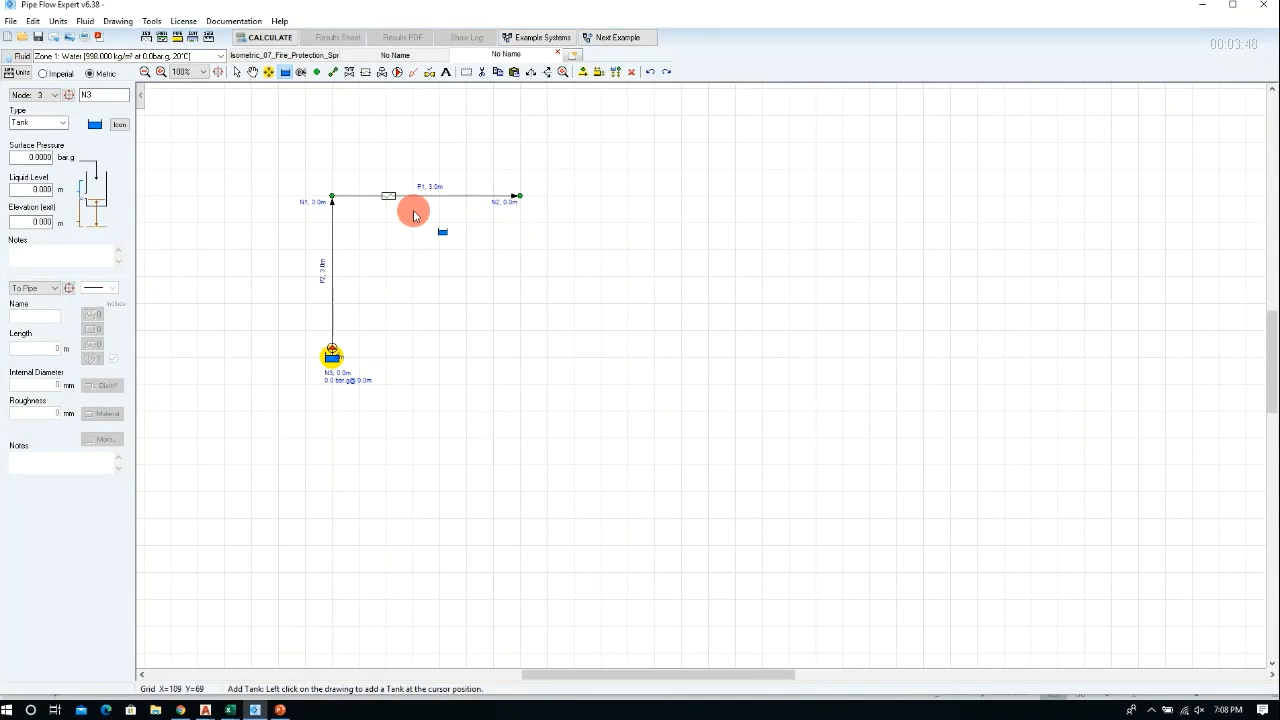 Pipe Flow Expert v6.38 -
File Edit Units Fluid Drawing Tools License Documentation Help
CALCULATE Results Sheet Results PDF Show Log Example Systems Next Example
00:03:48
Fluid Zone 1: Water [998.000 kg/m³ at 0.0bar.g, 20°C] Isometric_07_Fire_Protection_Spr No Name No Name
Units Imperial Metric 100%
Node: 3 N3
Type
Tank Icon
Surface Pressure
0.0000 bar.g
Liquid Level
0.000 m
Elevation (exit)
0.000 m
Notes
To Pipe
Name Include
Length
0 m
Internal Diameter
0 mm Diam?
Roughness
0 mm Material
More..
Notes
P1, 3.0m
N1, 0.0m
N2, 0.0m
P2, 3.0m
N3, 0.0m
0.0 bar.g@ 0.0m
Grid X=109 Y=69 Add Tank: Left click on the drawing to add a Tank at the cursor position.
7:08 PM